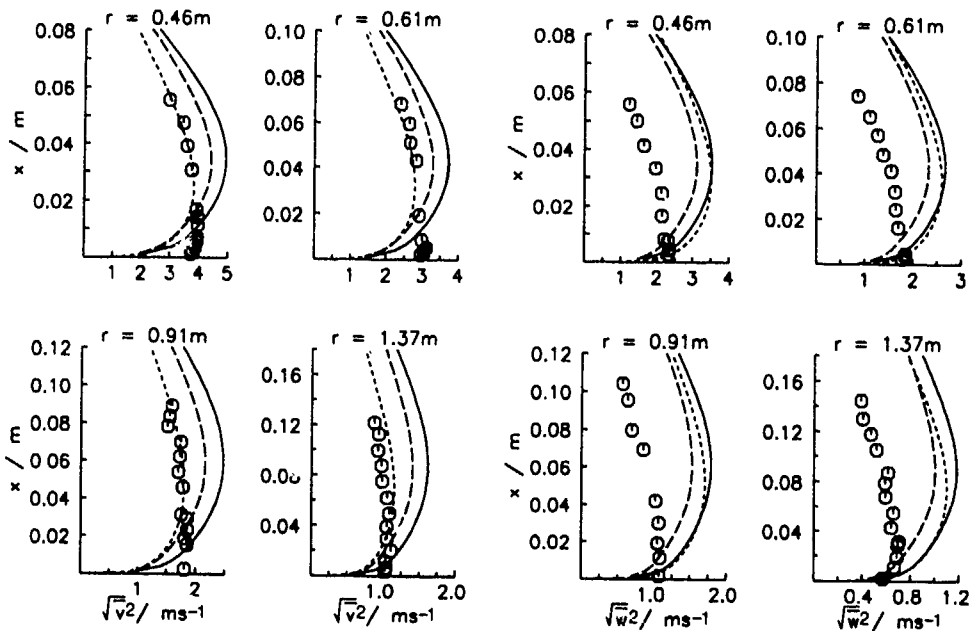 r = 0.46m
0.08
0.06
0.04
0.02
x / m
1 2 3 4 5
r = 0.61m
0.10
0.08
0.06
0.04
0.02
1 2 3 4
r = 0.46m
0.08
0.06
0.04
0.02
x / m
1 2 3 4
r = 0.61m
0.10
0.08
0.06
0.04
0.02
1 2 3
r = 0.91m
0.12
0.10
0.08
0.06
0.04
0.02
x / m
1 2
√v̅² / ms-1
r = 1.37m
0.16
0.12
0.08
0.04
1.0 2.0
√v̅² / ms-1
r = 0.91m
0.12
0.10
0.08
0.06
0.04
0.02
x / m
1.0 2.0
√w̅² / ms-1
r = 1.37m
0.16
0.12
0.08
0.04
0.4 0.8 1.2
√w̅² / ms-1